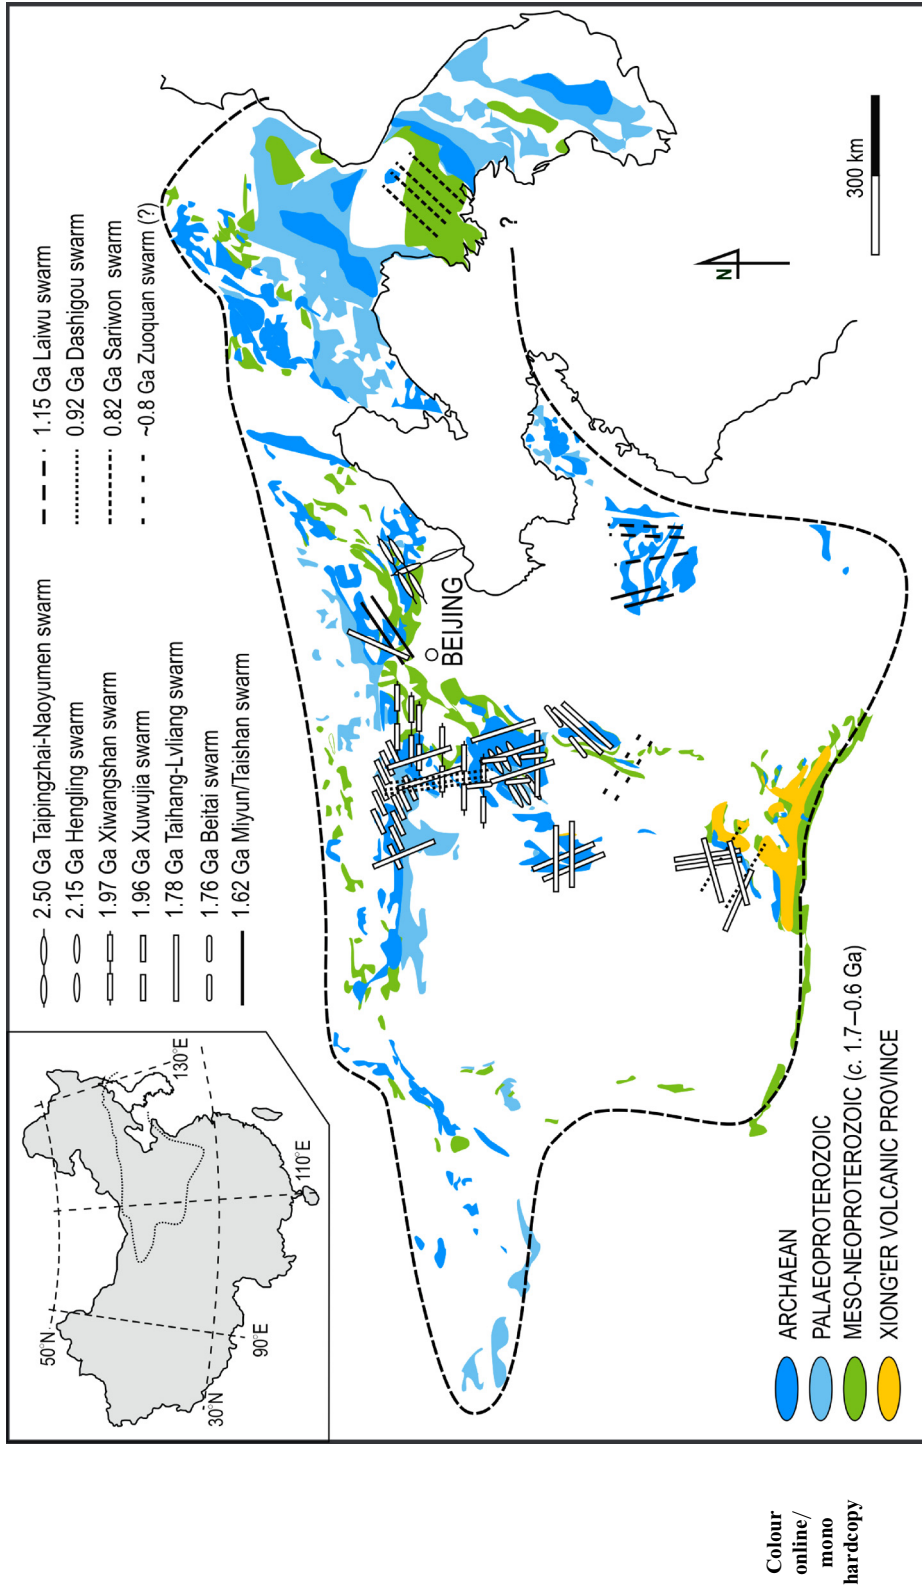 50°N
30°N
90°E
110°E
130°E
2.50 Ga Taipingzhai-Naoyumen swarm
2.15 Ga Hengling swarm
1.97 Ga Xiwangshan swarm
1.96 Ga Xuwujia swarm
1.78 Ga Taihang-Lvliang swarm
1.76 Ga Beitai swarm
1.62 Ga Miyun/Taishan swarm
1.15 Ga Laiwu swarm
0.92 Ga Dashigou swarm
0.82 Ga Sariwon swarm
~0.8 Ga Zuoquan swarm (?)
BEIJING
?
N
300 km
ARCHAEAN
PALAEOPROTEROZOIC
MESO-NEOPROTEROZOIC (c. 1.7–0.6 Ga)
XIONG'ER VOLCANIC PROVINCE
Colour
online/
mono
hardcopy